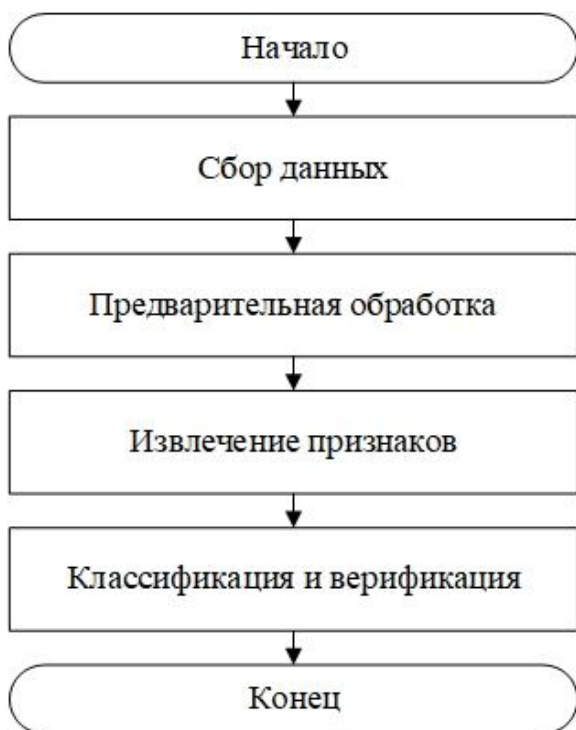 Начало
Сбор данных
Предварительная обработка
Извлечение признаков
Классификация и верификация
Конец